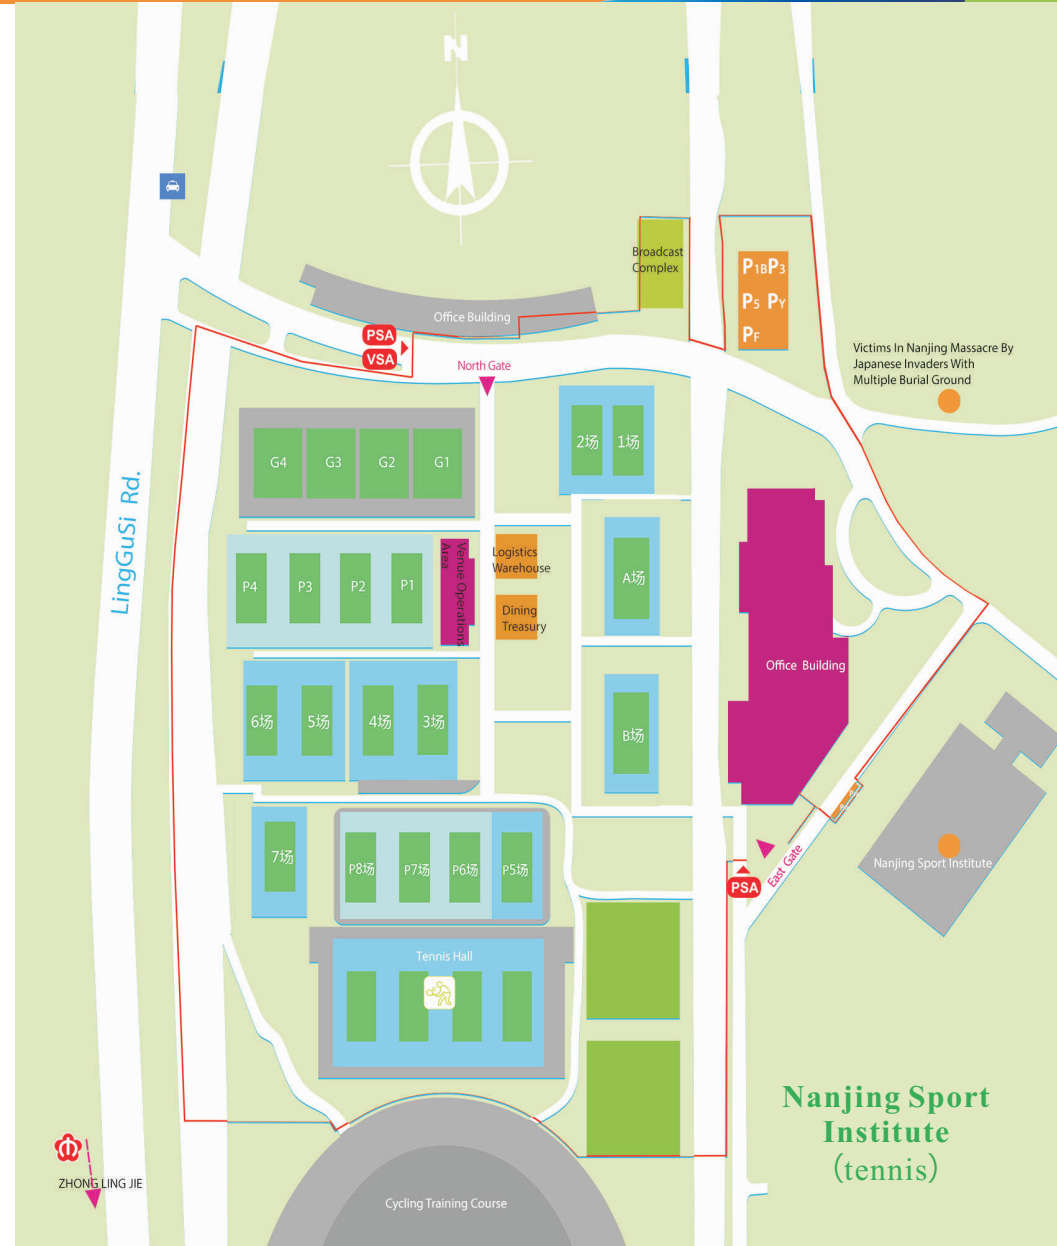 N
Broadcast
Complex
P1BP3
P5 PY
PF
Office Building
PSA
VSA
North Gate
Victims In Nanjing Massacre By
Japanese Invaders With
Multiple Burial Ground
2场
1场
G4
G3
G2
G1
LingGuSi Rd.
Logistics
Warehouse
Venue Operations
Area
A场
P4
P3
P2
P1
Dining
Treasury
Office Building
6场
5场
4场
3场
B场
7场
P8场
P7场
P6场
P5场
East Gate
PSA
Nanjing Sport Institute
Tennis Hall
Nanjing Sport
Institute
(tennis)
ZHONG LING JIE
Cycling Training Course